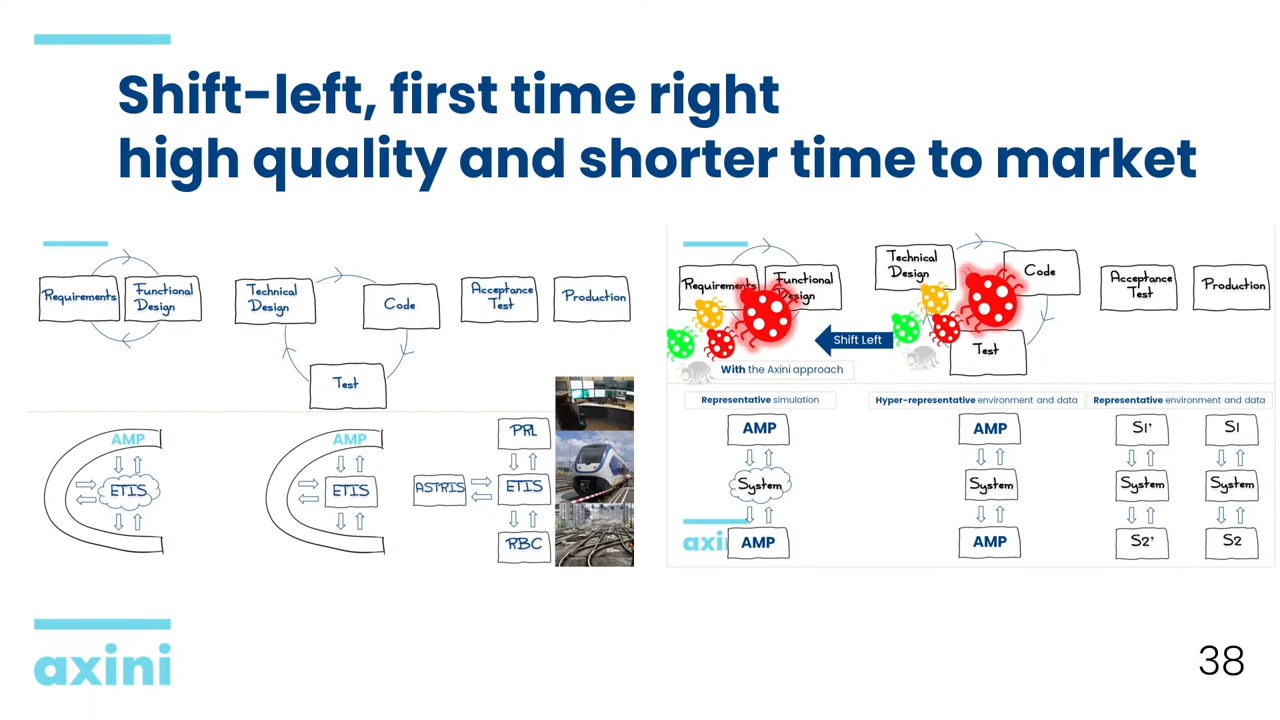 Shift-left, first time right
high quality and shorter time to market
Requirements
Functional
Design
Technical
Design
Code
Test
Acceptance
Test
Production
AMP
ETIS
AMP
ETIS
ASTRIS
PRL
ETIS
RBC
Requirements
Functional
Design
Technical
Design
Code
Test
Acceptance
Test
Production
Shift Left
With the Axini approach
Representative simulation
Hyper-representative environment and data
Representative environment and data
AMP
System
AMP
AMP
System
AMP
S1'
System
S2'
S1
System
S2
axini
38